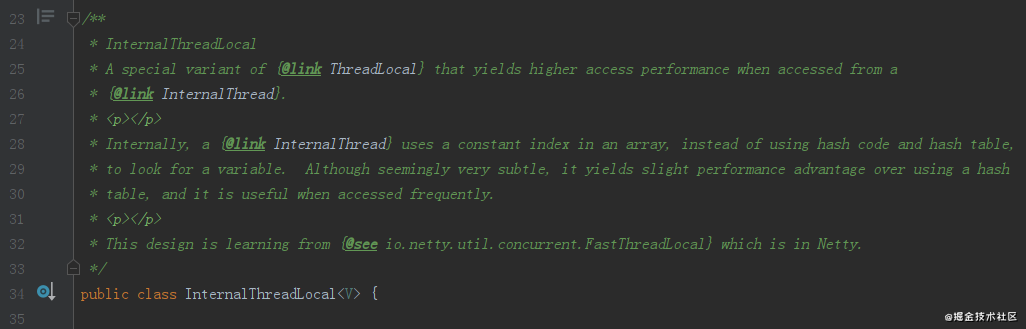 23 /**
24 * InternalThreadLocal
25 * A special variant of {@link ThreadLocal} that yields higher access performance when accessed from a
26 * {@link InternalThread}.
27 * <p></p>
28 * Internally, a {@link InternalThread} uses a constant index in an array, instead of using hash code and hash table,
29 * to look for a variable.  Although seemingly very subtle, it yields slight performance advantage over using a hash
30 * table, and it is useful when accessed frequently.
31 * <p></p>
32 * This design is learning from {@see io.netty.util.concurrent.FastThreadLocal} which is in Netty.
33 */
34 public class InternalThreadLocal<V> {
35
@掘金技术社区